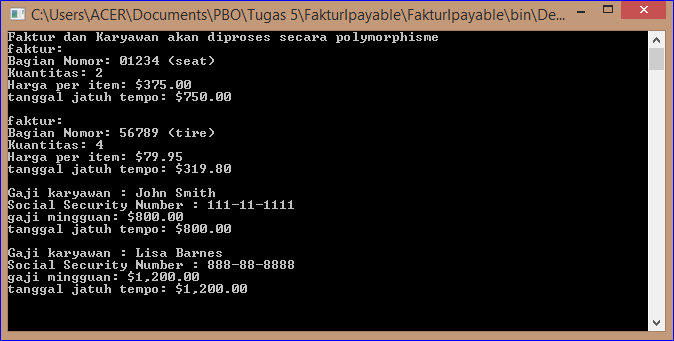 C:\Users\ACER\Documents\PBO\Tugas 5\FakturIpayable\FakturIpayable\bin\De...
Faktur dan Karyawan akan diproses secara polymorphisme
faktur:
Bagian Nomor: 01234 (seat)
Kuantitas: 2
Harga per item: $375.00
tanggal jatuh tempo: $750.00
faktur:
Bagian Nomor: 56789 (tire)
Kuantitas: 4
Harga per item: $79.95
tanggal jatuh tempo: $319.80
Gaji karyawan : John Smith
Social Security Number : 111-11-1111
gaji mingguan: $800.00
tanggal jatuh tempo: $800.00
Gaji karyawan : Lisa Barnes
Social Security Number : 888-88-8888
gaji mingguan: $1,200.00
tanggal jatuh tempo: $1,200.00